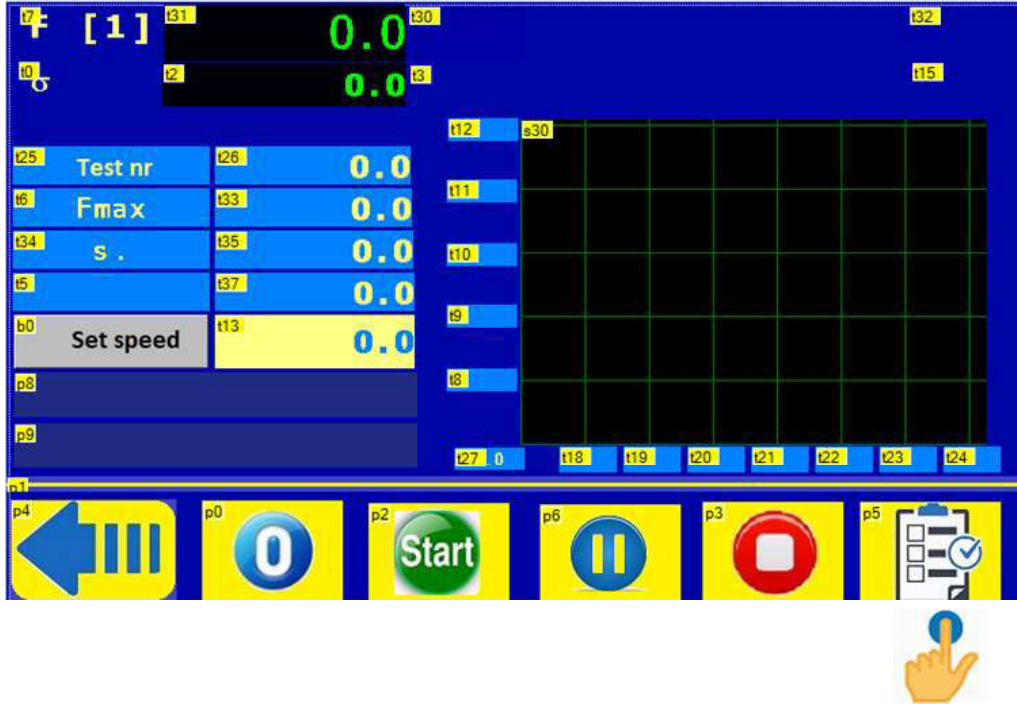 t7 F [1] t31 0.0 t30 t32
t0 σ t2 0.0 t3 t15
t12 s30
t25 Test nr t26 0.0
t6 Fmax t33 0.0 t11
t34 s. t35 0.0 t10
t5 t37 0.0 t9
b0 Set speed t13 0.0
p8 t8
p9
t27 0 t18 t19 t20 t21 t22 t23 t24
p1
p4 p0 0 p2 Start p6 p3 p5